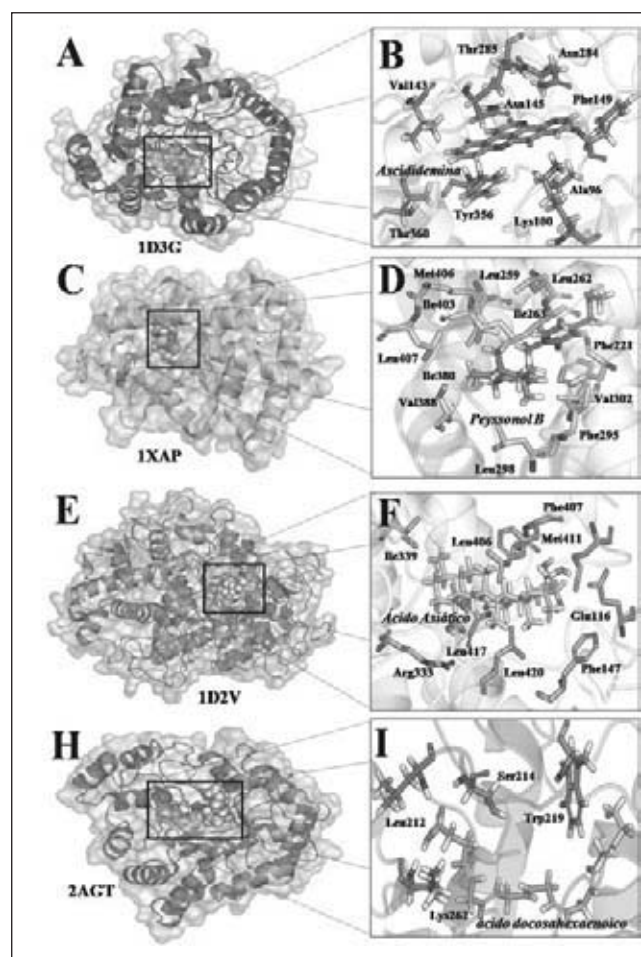 A
1D3G
B
Thr285
Asn284
Val143
Asn145
Phe149
Ascididemina
Ala96
Tyr356
Lys100
Thr360
C
1XAP
D
Met406
Leu259
Leu262
Ile403
Ile263
Phe221
Leu407
Ile380
Val302
Val388
Peyssonol B
Phe295
Leu298
E
1D2V
F
Phe407
Leu406
Met411
Ile339
Acido Asiático
Glu116
Leu417
Arg333
Leu420
Phe147
H
2AGT
I
Ser214
Trp219
Leu212
Lys262
acido docosahexaenoico